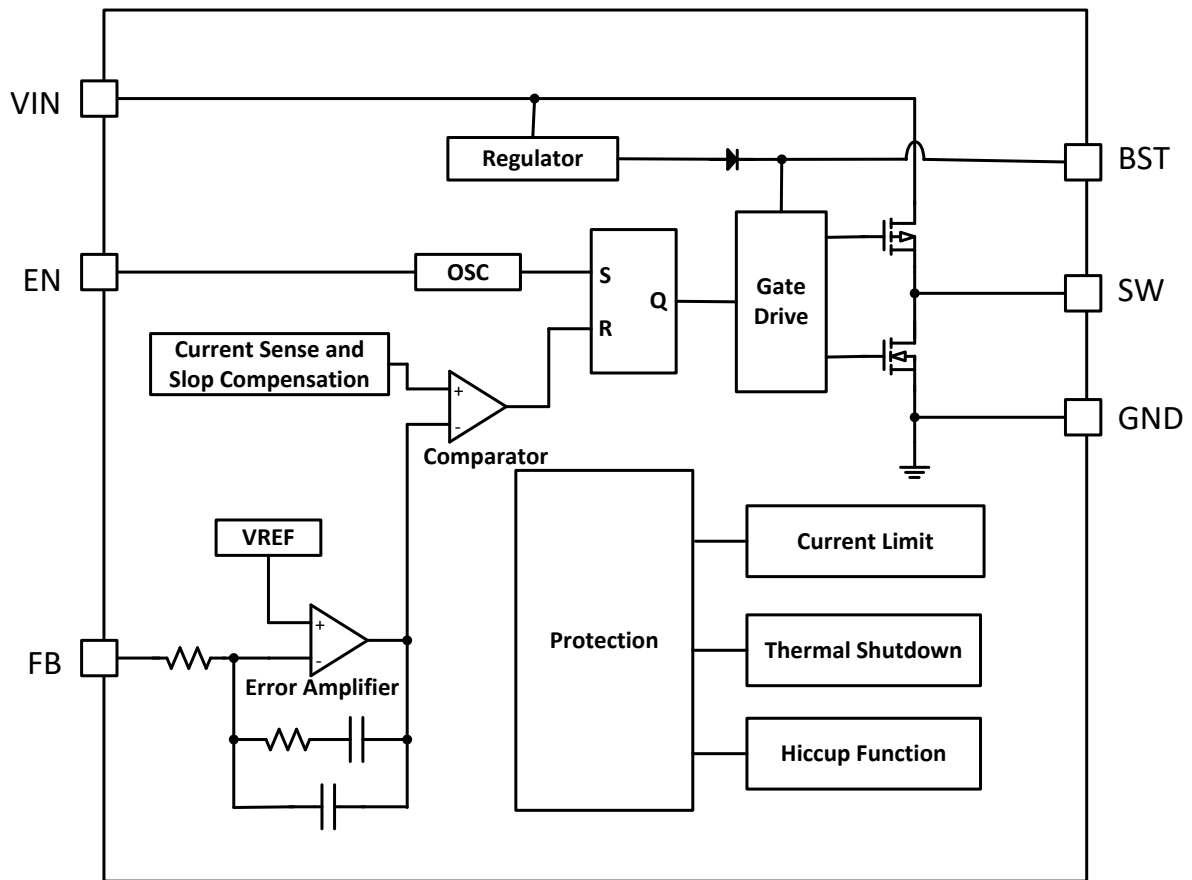 VIN
Regulator
BST
EN
OSC
S
Q
R
Gate
Drive
SW
Current Sense and
Slop Compensation
+
-
Comparator
GND
VREF
Current Limit
+
-
Error Amplifier
FB
Protection
Thermal Shutdown
Hiccup Function